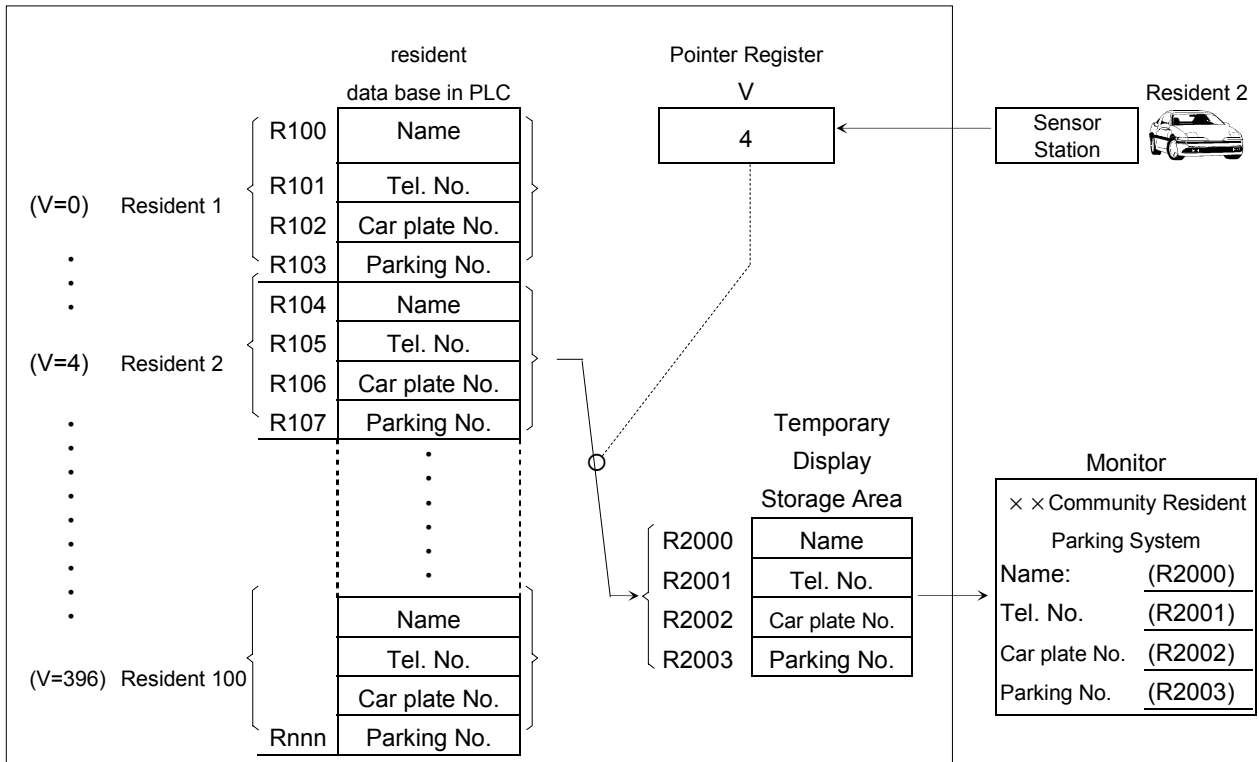 resident
data base in PLC
Pointer Register
V
4
Sensor
Station
Resident 2
(V=0) Resident 1
R100 Name
R101 Tel. No.
R102 Car plate No.
R103 Parking No.
(V=4) Resident 2
R104 Name
R105 Tel. No.
R106 Car plate No.
R107 Parking No.
(V=396) Resident 100
Name
Tel. No.
Car plate No.
Rnnn Parking No.
Temporary
Display
Storage Area
R2000 Name
R2001 Tel. No.
R2002 Car plate No.
R2003 Parking No.
Monitor
× × Community Resident
Parking System
Name: (R2000)
Tel. No. (R2001)
Car plate No. (R2002)
Parking No. (R2003)